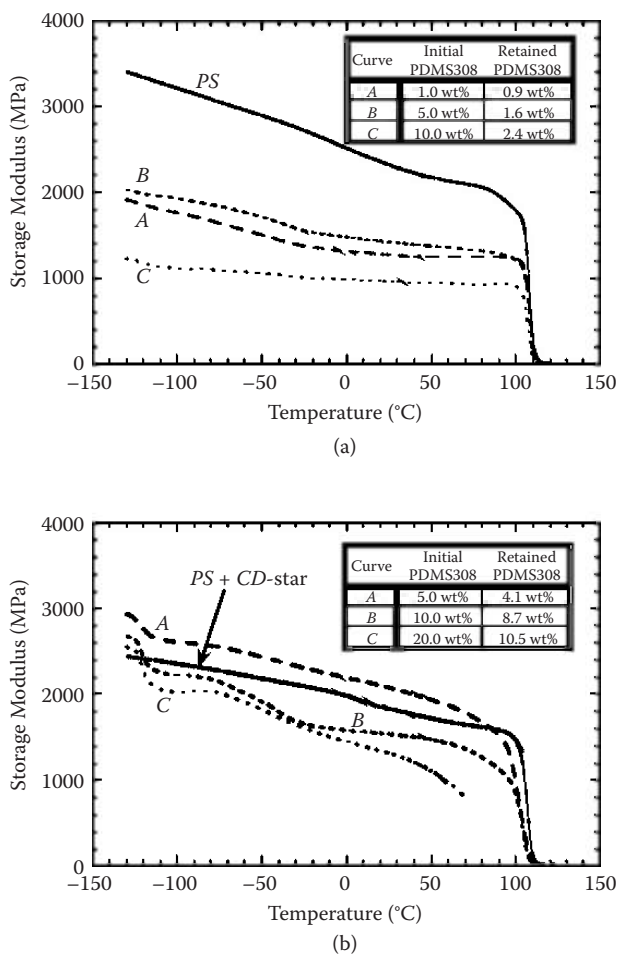 4000
3000
2000
1000
0
Storage Modulus (MPa)
PS
B
A
C
Curve Initial PDMS308 Retained PDMS308
A 1.0 wt% 0.9 wt%
B 5.0 wt% 1.6 wt%
C 10.0 wt% 2.4 wt%
−150 −100 −50 0 50 100 150
Temperature (°C)
(a)
4000
3000
2000
1000
0
Storage Modulus (MPa)
PS + CD-star
A
C
B
Curve Initial PDMS308 Retained PDMS308
A 5.0 wt% 4.1 wt%
B 10.0 wt% 8.7 wt%
C 20.0 wt% 10.5 wt%
−150 −100 −50 0 50 100 150
Temperature (°C)
(b)